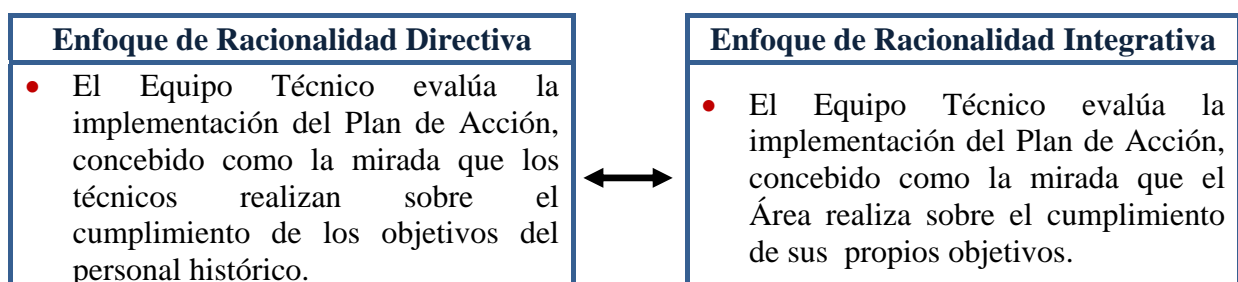 Enfoque de Racionalidad Directiva
• El Equipo Técnico evalúa la
implementación del Plan de Acción,
concebido como la mirada que los
técnicos realizan sobre el
cumplimiento de los objetivos del
personal histórico.
Enfoque de Racionalidad Integrativa
• El Equipo Técnico evalúa la
implementación del Plan de Acción,
concebido como la mirada que el
Área realiza sobre el cumplimiento
de sus propios objetivos.